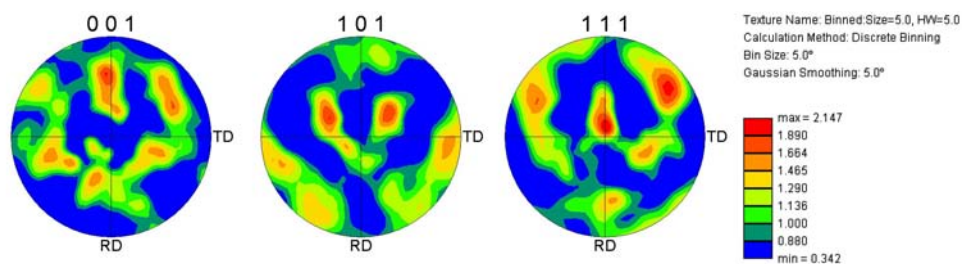 0 0 1
1 0 1
1 1 1
TD
TD
TD
RD
RD
RD
Texture Name: Binned:Size=5.0, HW=5.0
Calculation Method: Discrete Binning
Bin Size: 5.0°
Gaussian Smoothing: 5.0°
max = 2.147
1.890
1.664
1.465
1.290
1.136
1.000
0.880
min = 0.342